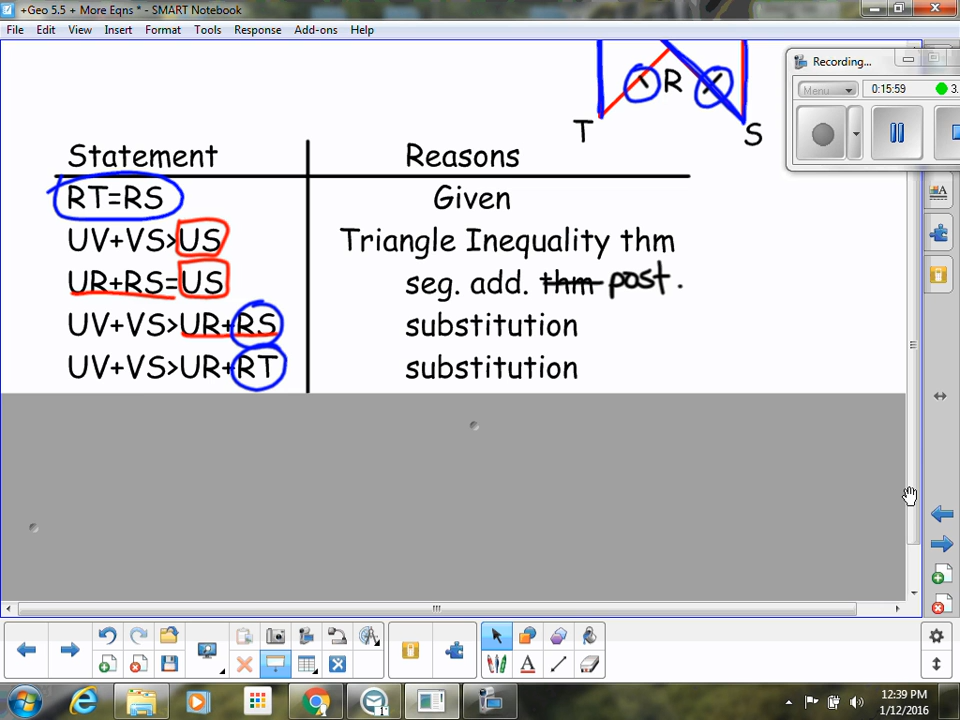 +Geo 5.5 + More Eqns * - SMART Notebook
File Edit View Insert Format Tools Response Add-ons Help
Recording...
Menu
0:15:59
3.
R
T
S
Statement Reasons
RT=RS Given
UV+VS>US Triangle Inequality thm
UR+RS=US seg. add. thm post.
UV+VS>UR+RS substitution
UV+VS>UR+RT substitution
12:39 PM
1/12/2016